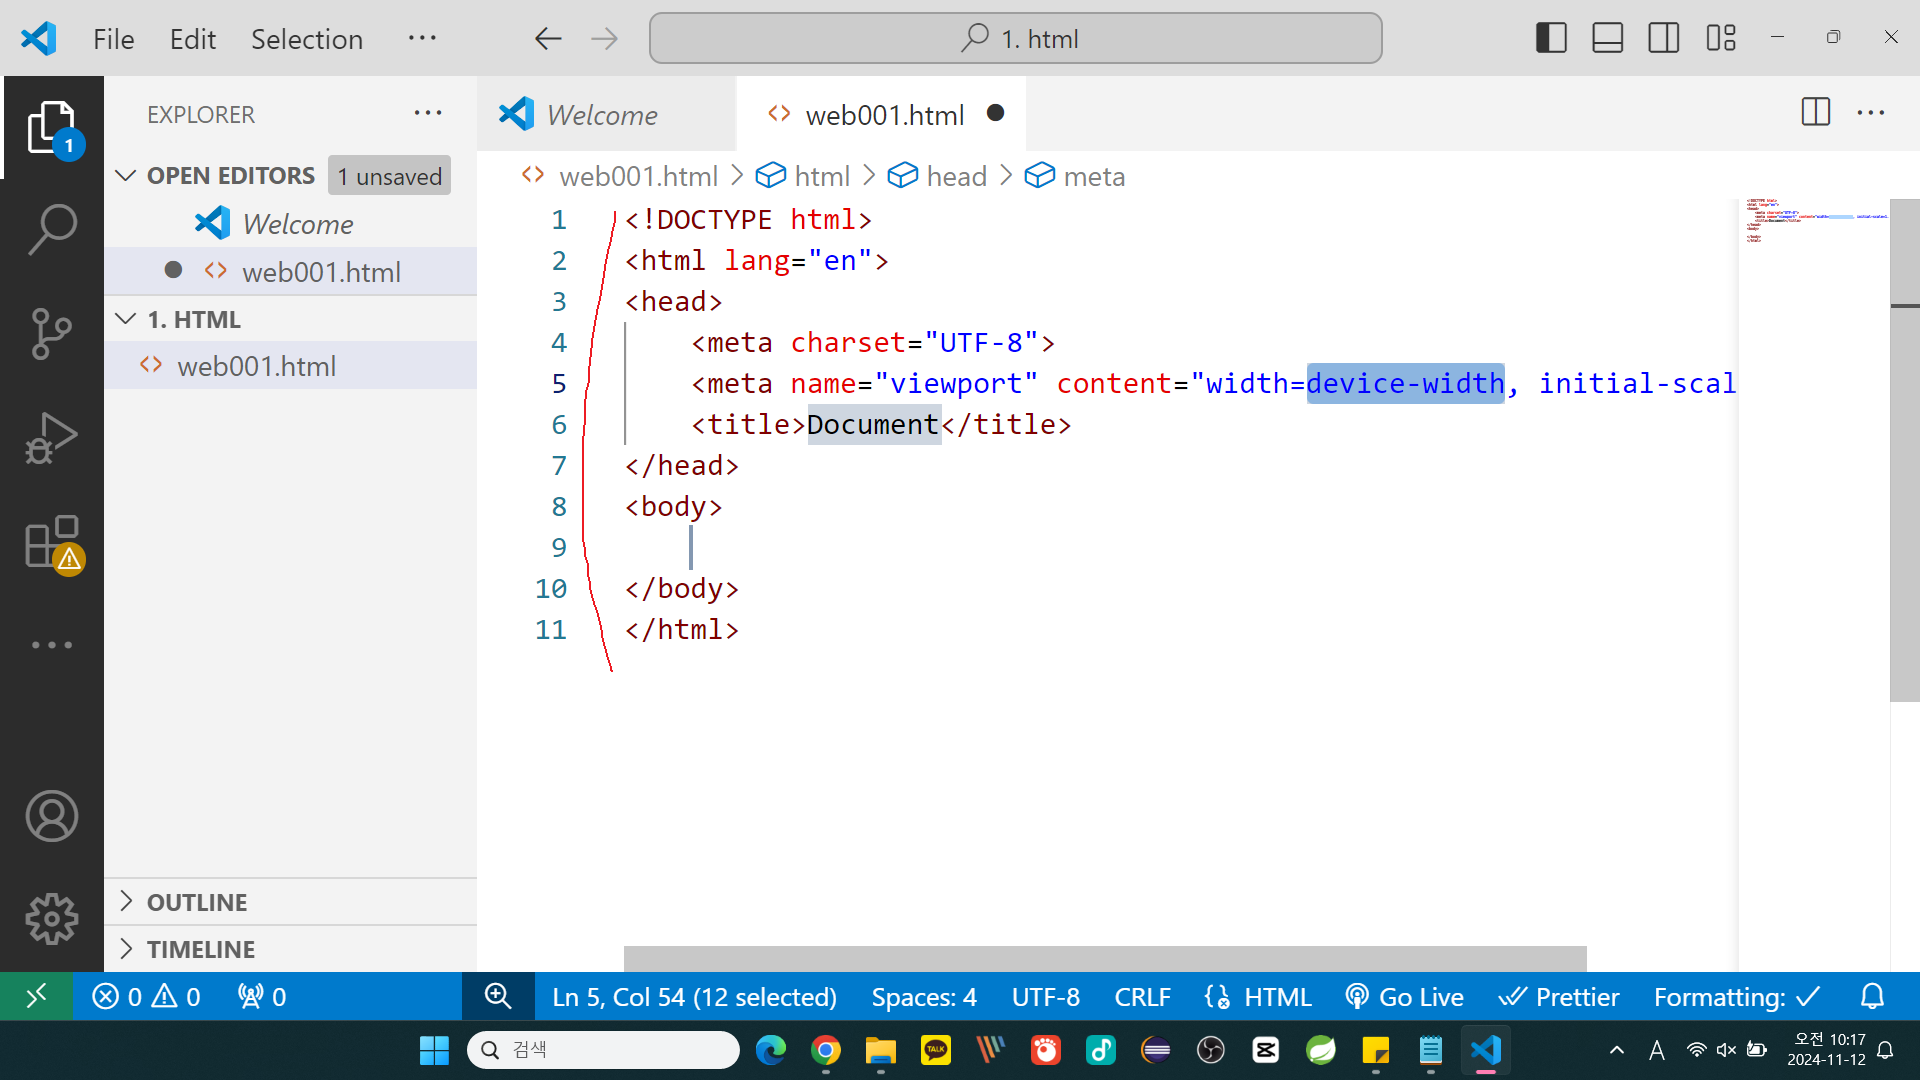 File Edit Selection ··· 1. html
EXPLORER ···
OPEN EDITORS 1 unsaved
Welcome
web001.html
1. HTML
web001.html
OUTLINE
TIMELINE
Welcome web001.html
web001.html > html > head > meta
1 <!DOCTYPE html>
2 <html lang="en">
3 <head>
4 <meta charset="UTF-8">
5 <meta name="viewport" content="width=device-width, initial-scal
6 <title>Document</title>
7 </head>
8 <body>
9
10 </body>
11 </html>
0 0 0 Ln 5, Col 54 (12 selected) Spaces: 4 UTF-8 CRLF HTML Go Live Prettier Formatting:
검색 TALK A 오전 10:17
2024-11-12
1